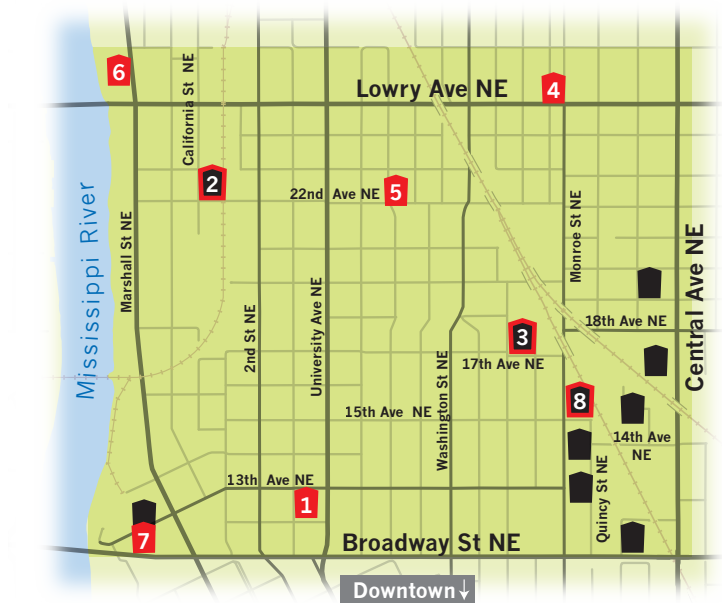 6
California St NE
Lowry Ave NE
4
2
22nd Ave NE
5
Mississippi River
Marshall St NE
Monroe St NE
Central Ave NE
2nd St NE
University Ave NE
18th Ave NE
3
17th Ave NE
Washington St NE
8
15th Ave NE
14th Ave
NE
13th Ave NE
1
Quincy St NE
7
Broadway St NE
Downtown↓